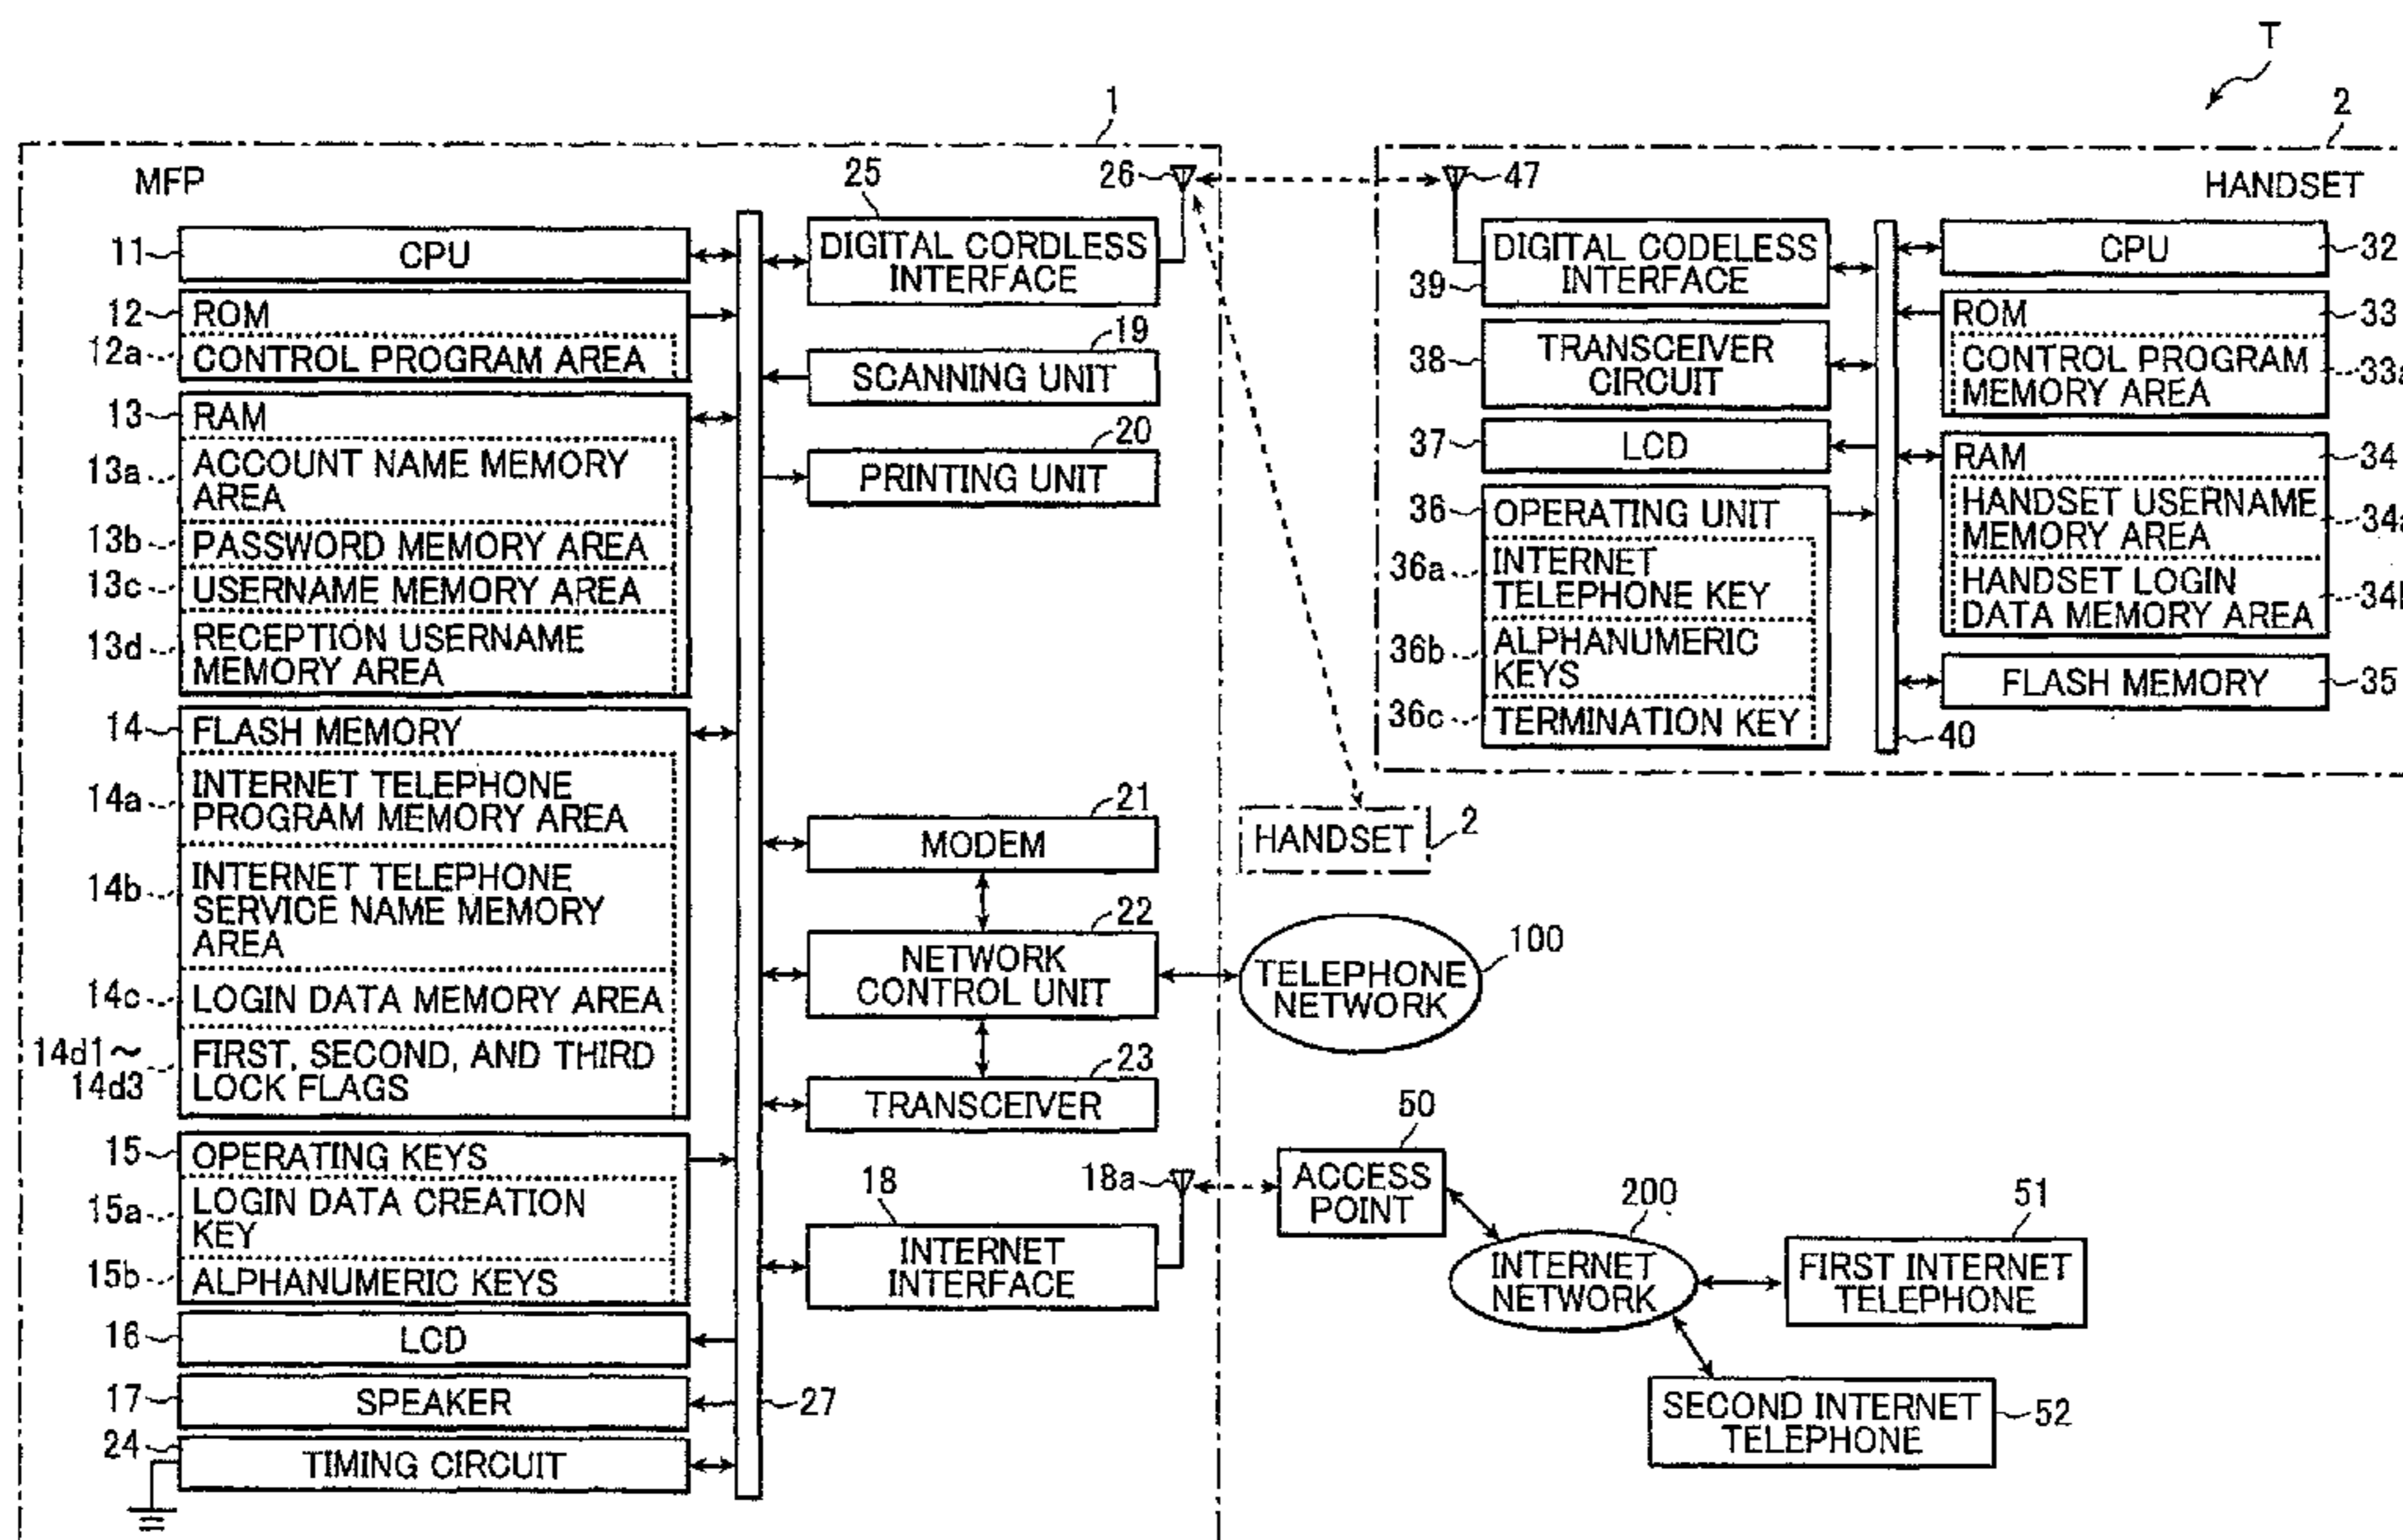 T
1
2
MFP
HANDSET
11
CPU
12
ROM
12a
CONTROL PROGRAM AREA
13
RAM
13a
ACCOUNT NAME MEMORY
AREA
13b
PASSWORD MEMORY AREA
13c
USERNAME MEMORY AREA
13d
RECEPTION USERNAME
MEMORY AREA
14
FLASH MEMORY
14a
INTERNET TELEPHONE
PROGRAM MEMORY AREA
14b
INTERNET TELEPHONE
SERVICE NAME MEMORY
AREA
14c
LOGIN DATA MEMORY AREA
14d1~
14d3
FIRST, SECOND, AND THIRD
LOCK FLAGS
15
OPERATING KEYS
15a
LOGIN DATA CREATION
KEY
15b
ALPHANUMERIC KEYS
16
LCD
17
SPEAKER
24
TIMING CIRCUIT
27
25
26
DIGITAL CORDLESS
INTERFACE
19
SCANNING UNIT
20
PRINTING UNIT
21
MODEM
22
NETWORK
CONTROL UNIT
23
TRANSCEIVER
18
18a
INTERNET
INTERFACE
47
39
DIGITAL CODELESS
INTERFACE
38
TRANSCEIVER
CIRCUIT
37
LCD
36
OPERATING UNIT
36a
INTERNET
TELEPHONE KEY
36b
ALPHANUMERIC
KEYS
36c
TERMINATION KEY
40
CPU
32
ROM
33
CONTROL PROGRAM
MEMORY AREA
33a
RAM
34
HANDSET USERNAME
MEMORY AREA
34a
HANDSET LOGIN
DATA MEMORY AREA
34b
FLASH MEMORY
35
HANDSET
2
TELEPHONE
NETWORK
100
50
ACCESS
POINT
200
INTERNET
NETWORK
51
FIRST INTERNET
TELEPHONE
SECOND INTERNET
TELEPHONE
52